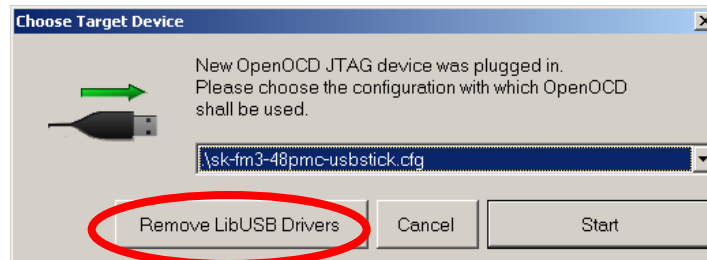 Choose Target Device
New OpenOCD JTAG device was plugged in.
Please choose the configuration with which OpenOCD
shall be used.
.\sk-fm3-48pmc-usbstick.cfg
Remove LibUSB Drivers Cancel Start